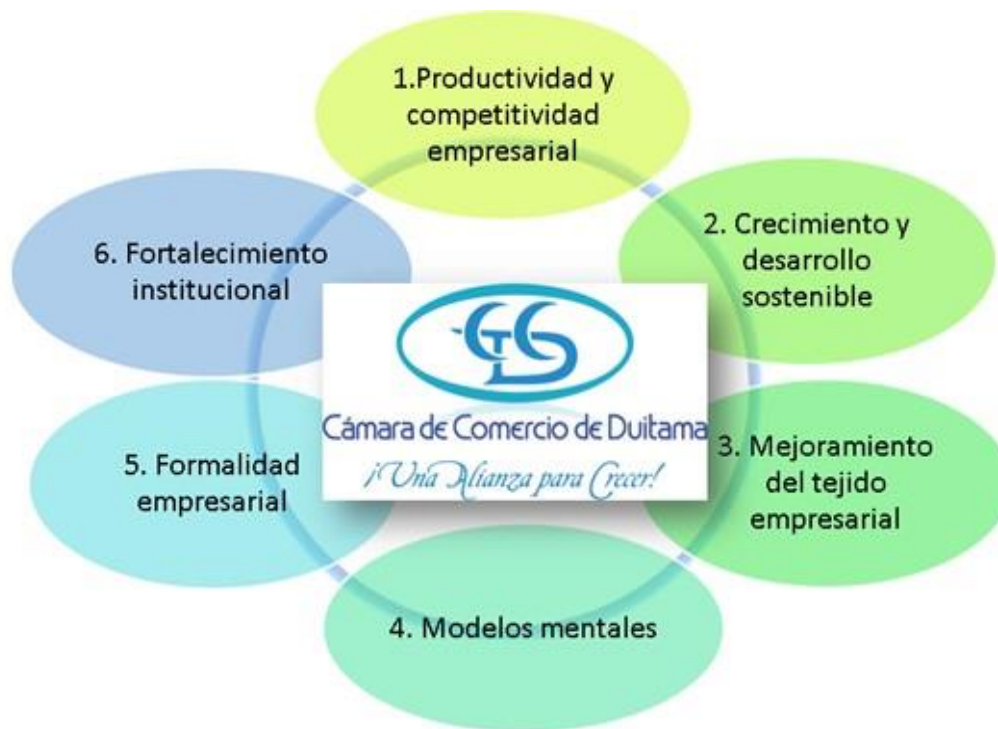 1.Productividad y
competitividad
empresarial
2. Crecimiento y
desarrollo
sostenible
3. Mejoramiento
del tejido
empresarial
4. Modelos mentales
5. Formalidad
empresarial
6. Fortalecimiento
institucional
Cámara de Comercio de Duitama
¡Una Alianza para Crecer!